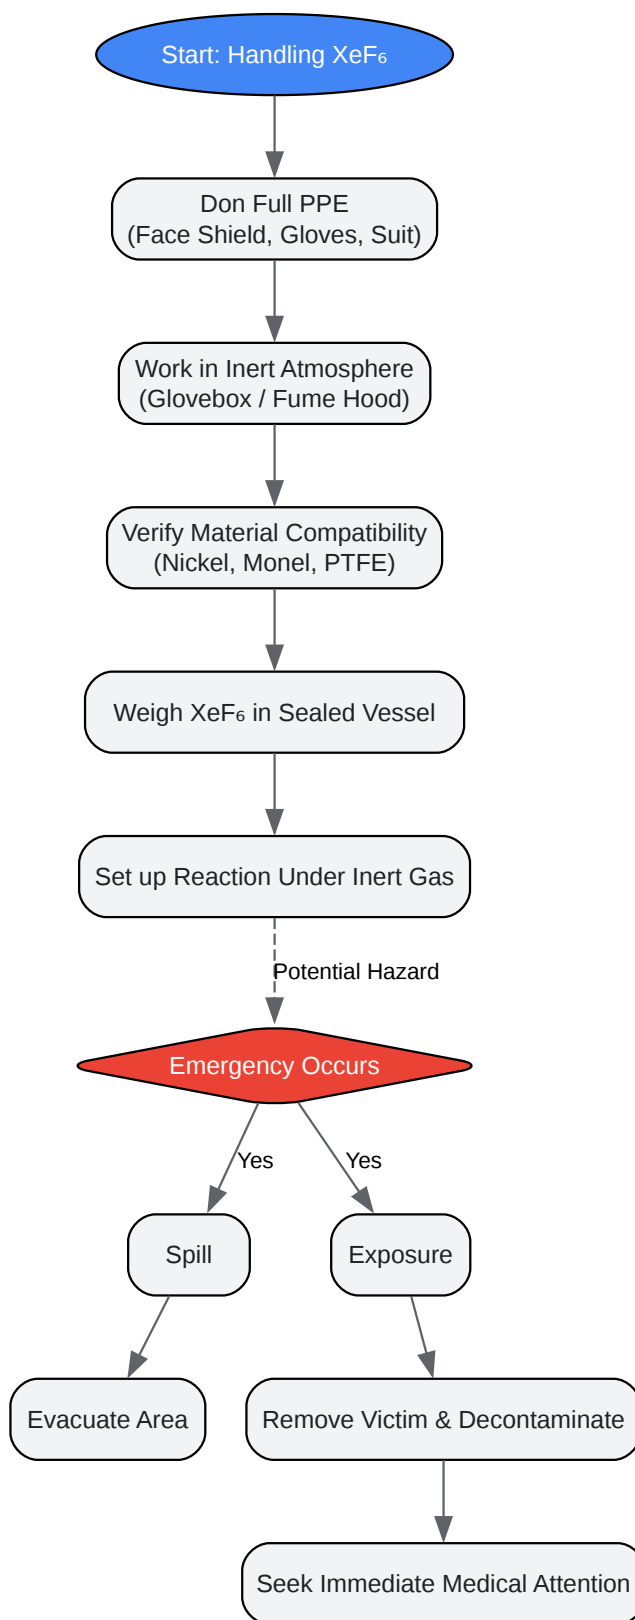 Start: Handling XeF₆
Don Full PPE
(Face Shield, Gloves, Suit)
Work in Inert Atmosphere
(Glovebox / Fume Hood)
Verify Material Compatibility
(Nickel, Monel, PTFE)
Weigh XeF₆ in Sealed Vessel
Set up Reaction Under Inert Gas
Potential Hazard
Emergency Occurs
Yes
Yes
Spill
Exposure
Evacuate Area
Remove Victim & Decontaminate
Seek Immediate Medical Attention